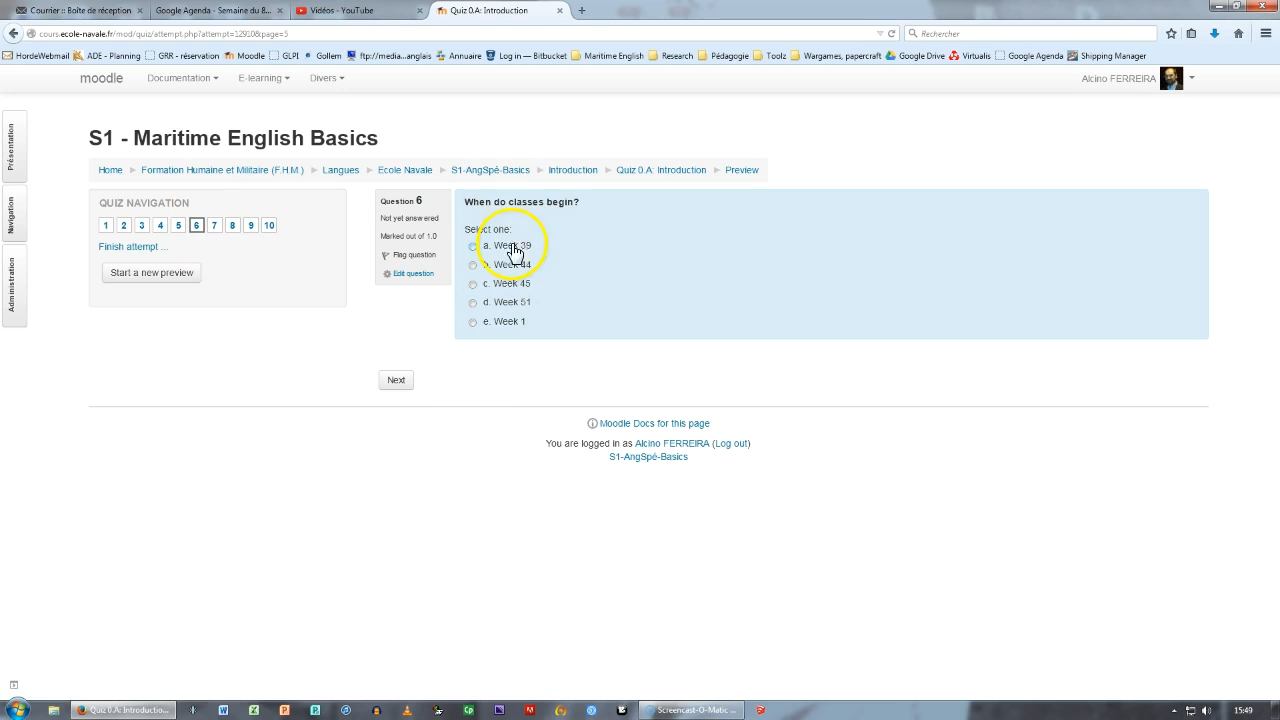 Courrier :: Boîte de réception
Google Agenda - Semaine du 8...
Vidéos - YouTube
Quiz 0.A: Introduction
cours.ecole-navale.fr/mod/quiz/attempt.php?attempt=12910&page=5
Rechercher
HordeWebmail
ADE - Planning
GRR - réservation
Moodle
GLPI
Gollem
ftp://media...anglais
Annuaire
Log in — Bitbucket
Maritime English
Research
Pédagogie
Toolz
Wargames, papercraft
Google Drive
Virtualis
Google Agenda
Shipping Manager
moodle
Documentation
E-learning
Divers
Alcino FERREIRA
Présentation
Navigation
Administration
S1 - Maritime English Basics
Home
Formation Humaine et Militaire (F.H.M.)
Langues
Ecole Navale
S1-AngSpé-Basics
Introduction
Quiz 0.A: Introduction
Preview
QUIZ NAVIGATION
1 2 3 4 5 6 7 8 9 10
Finish attempt ...
Start a new preview
Question 6
Not yet answered
Marked out of 1.0
Flag question
Edit question
When do classes begin?
Select one:
a. Week 39
b. Week 44
c. Week 45
d. Week 51
e. Week 1
Next
Moodle Docs for this page
You are logged in as Alcino FERREIRA (Log out)
S1-AngSpé-Basics
Quiz 0.A: Introductio...
Screencast-O-Matic ...
15:49